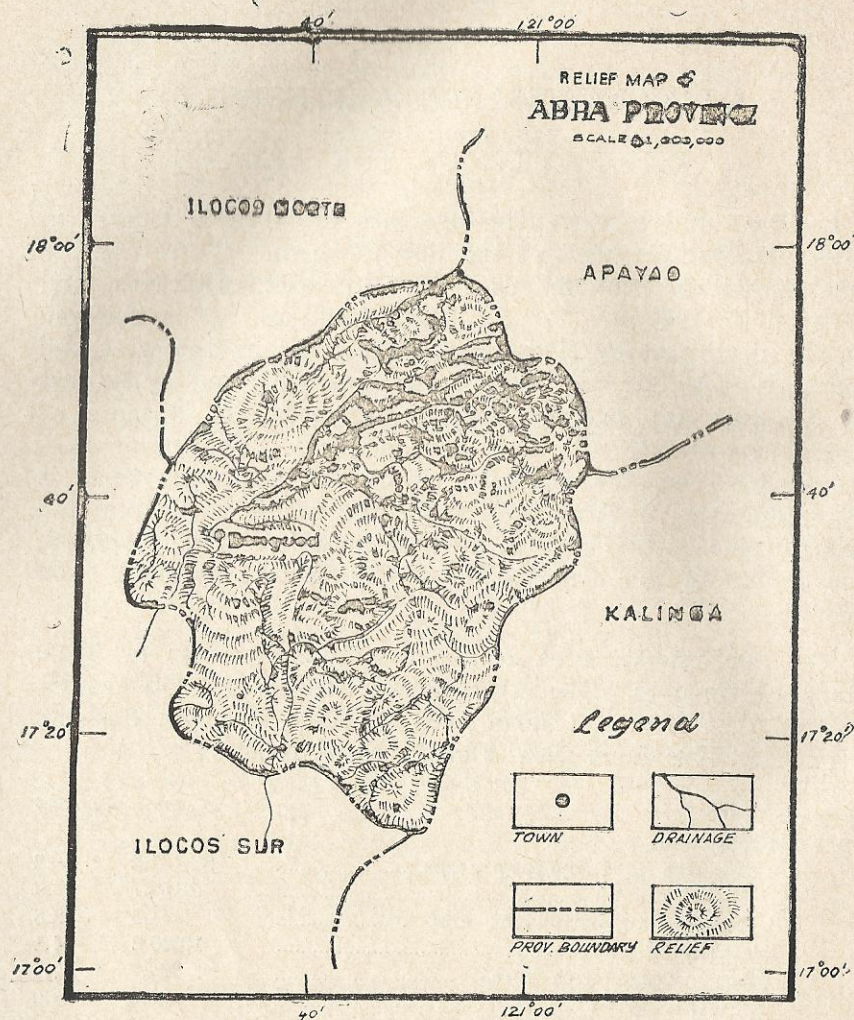 40' 121°00'
RELIEF MAP of
ABRA PROVINCE
SCALE 1,
ILOCOS NORTE
18°00' 18°00'
APAYAO
40' 40'
Bangued
KALINGA
17°20' 17°20'
Legend
TOWN DRAINAGE
ILOCOS SUR
PROV. BOUNDARY RELIEF
17°00' 17°00'
40' 121°00'